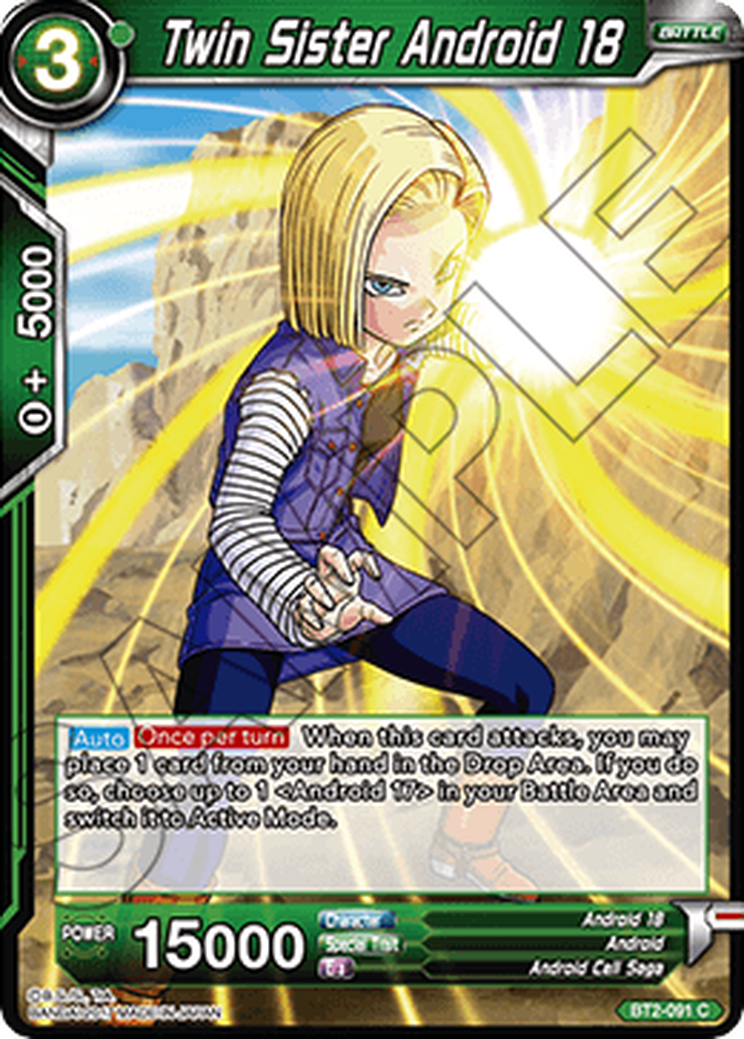 3
Twin Sister Android 18
BATTLE
0+ 5000
SAMPLE
Auto Once per turn When this card attacks, you may
place 1 card from your hand in the Drop Area. If you do
so, choose up to 1 <Android 17> in your Battle Area and
switch it to Active Mode.
POWER 15000
Character Android 18
Special Trait Android
Era Android Cell Saga
BT2-091 C